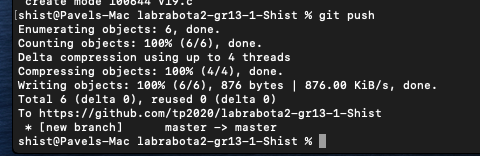 create mode 100644 v19.c
shist@Pavels-Mac labrabota2-gr13-1-Shist % git push
Enumerating objects: 6, done.
Counting objects: 100% (6/6), done.
Delta compression using up to 4 threads
Compressing objects: 100% (4/4), done.
Writing objects: 100% (6/6), 876 bytes | 876.00 KiB/s, done.
Total 6 (delta 0), reused 0 (delta 0)
To https://github.com/tp2020/labrabota2-gr13-1-Shist
 * [new branch]      master -> master
shist@Pavels-Mac labrabota2-gr13-1-Shist %